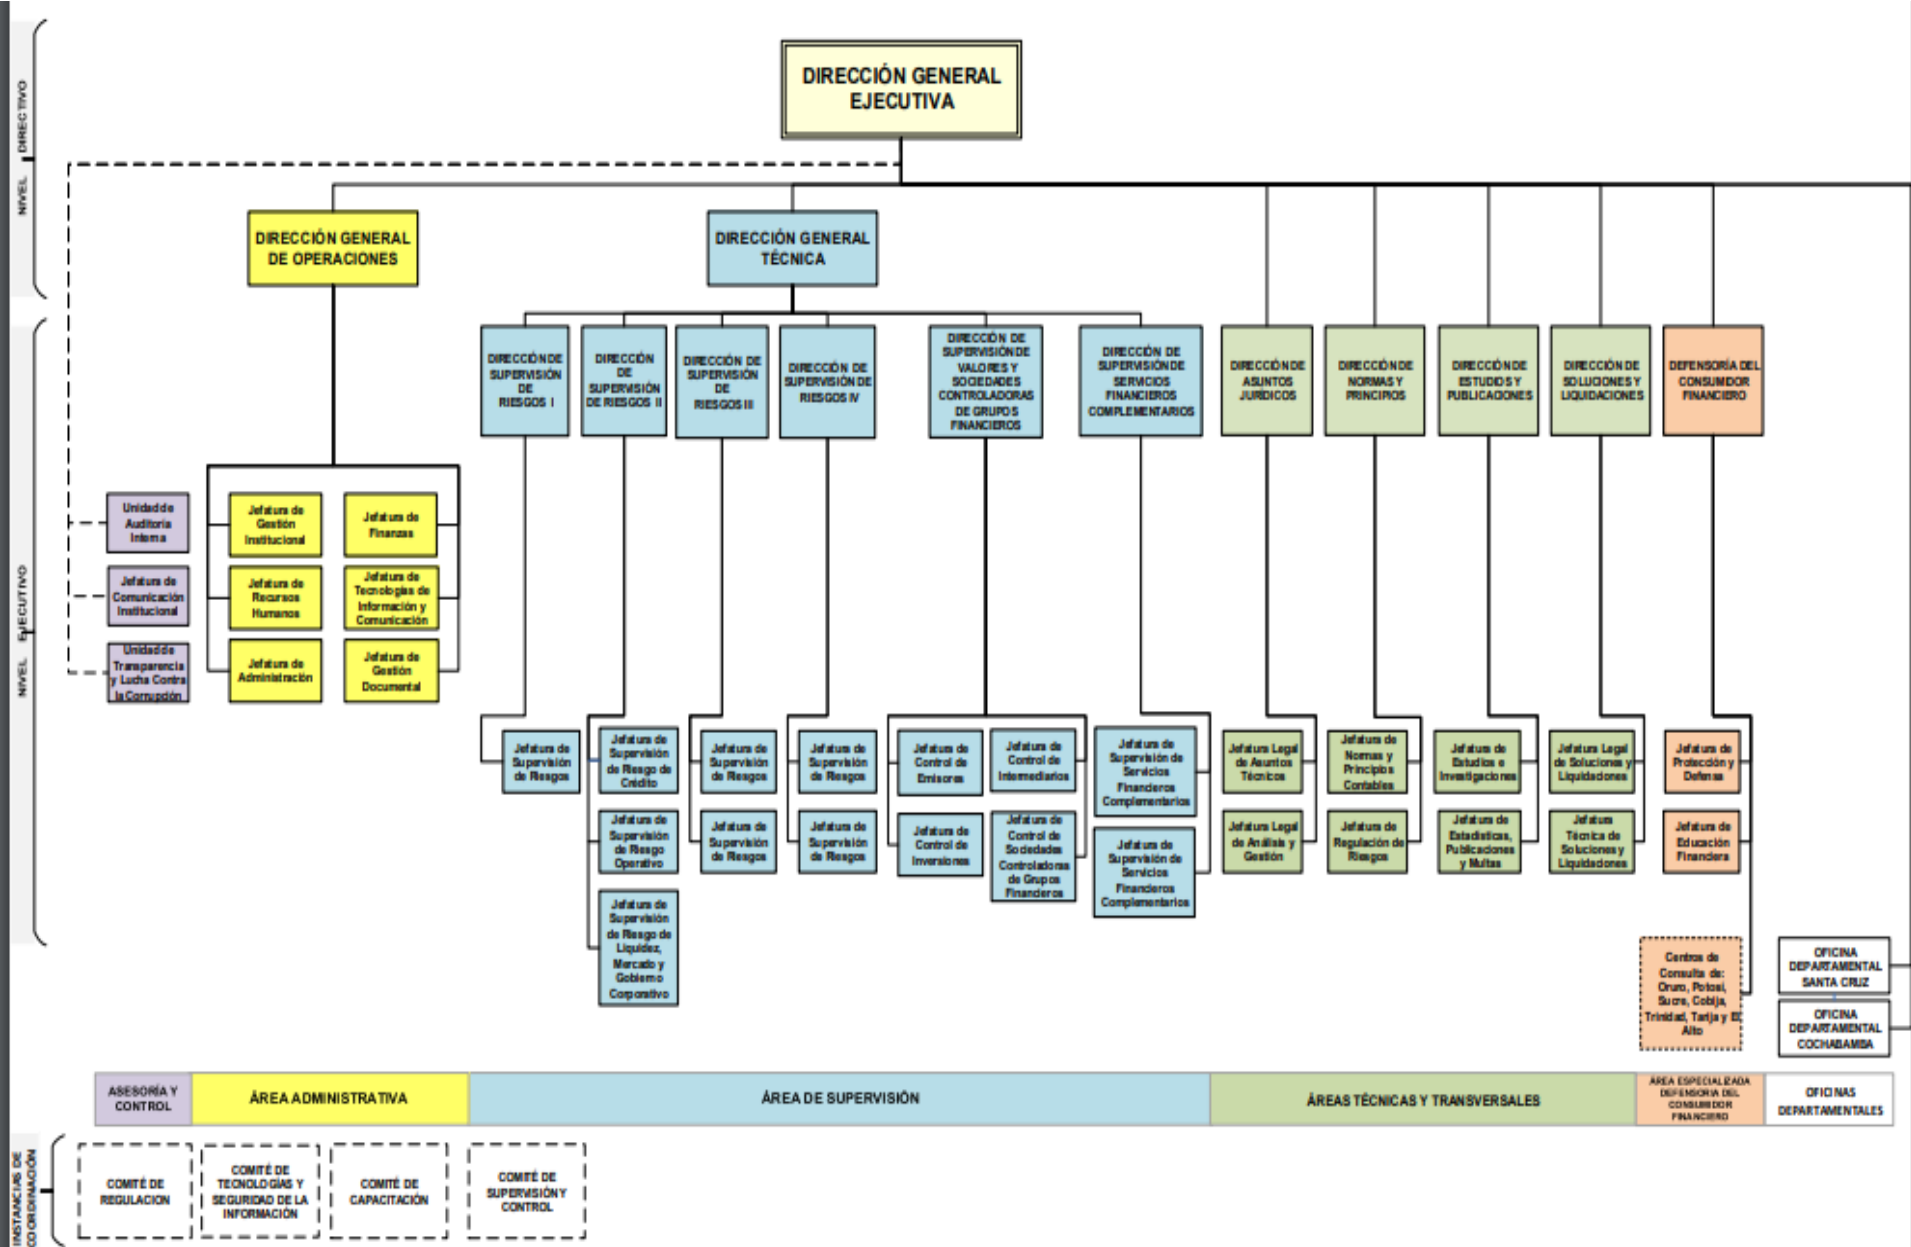 DIRECCIÓN GENERAL
EJECUTIVA
NIVEL DIRECTIVO
DIRECCIÓN GENERAL
DE OPERACIONES
DIRECCIÓN GENERAL
TÉCNICA
DIRECCIÓN DE
SUPERVISIÓN
DE
RIESGOS I
DIRECCIÓN
DE
SUPERVISIÓN
DE RIESGOS II
DIRECCIÓN DE
SUPERVISIÓN
DE
RIESGOS III
DIRECCIÓN DE
SUPERVISIÓN DE
RIESGOS IV
DIRECCIÓN DE
SUPERVISIÓN DE
VALORES Y
SOCIEDADES
CONTROLADORAS
DE GRUPOS
FINANCIEROS
DIRECCIÓN DE
SUPERVISIÓN DE
SERVICIOS
FINANCIEROS
COMPLEMENTARIOS
DIRECCIÓN DE
ASUNTOS
JURÍDICOS
DIRECCIÓN DE
NORMAS Y
PRINCIPIOS
DIRECCIÓN DE
ESTUDIOS Y
PUBLICACIONES
DIRECCIÓN DE
SOLUCIONES Y
LIQUIDACIONES
DEFENSORÍA DEL
CONSUMIDOR
FINANCIERO
NIVEL EJECUTIVO
Unidad de
Auditoría
Interna
Jefatura de
Comunicación
Institucional
Unidad de
Transparencia
y Lucha Contra
la Corrupción
Jefatura de
Gestión
Institucional
Jefatura de
Finanzas
Jefatura de
Recursos
Humanos
Jefatura de
Tecnologías de
Información y
Comunicación
Jefatura de
Administración
Jefatura de
Gestión
Documental
Jefatura de
Supervisión
de Riesgos
Jefatura de
Supervisión
de Riesgo de
Crédito
Jefatura de
Supervisión
de Riesgo
Operativo
Jefatura de
Supervisión
de Riesgo de
Liquidez,
Mercado y
Gobierno
Corporativo
Jefatura de
Supervisión
de Riesgos
Jefatura de
Supervisión
de Riesgos
Jefatura de
Supervisión
de Riesgos
Jefatura de
Supervisión
de Riesgos
Jefatura de
Control de
Emisores
Jefatura de
Control de
Intermediarios
Jefatura de
Control de
Inversiones
Jefatura de
Control de
Sociedades
Controladoras
de Grupos
Financieros
Jefatura de
Supervisión de
Servicios
Financieros
Complementarios
Jefatura de
Supervisión de
Servicios
Financieros
Complementarios
Jefatura Legal
de Asuntos
Técnicos
Jefatura Legal
de Análisis y
Gestión
Jefatura de
Normas y
Principios
Contables
Jefatura de
Regulación de
Riesgos
Jefatura de
Estudios e
Investigaciones
Jefatura de
Estadísticas,
Publicaciones
y Multas
Jefatura Legal
de Soluciones y
Liquidaciones
Jefatura
Técnica de
Soluciones y
Liquidaciones
Jefatura de
Protección y
Defensa
Jefatura de
Educación
Financiera
Centros de
Consulta de:
Oruro, Potosí,
Sucre, Cobija,
Trinidad, Tarija y El
Alto
OFICINA
DEPARTAMENTAL
SANTA CRUZ
OFICINA
DEPARTAMENTAL
COCHABAMBA
ASESORÍA Y
CONTROL
ÁREA ADMINISTRATIVA
ÁREA DE SUPERVISIÓN
ÁREAS TÉCNICAS Y TRANSVERSALES
ÁREA ESPECIALIZADA
DEFENSORIA DEL
CONSUMIDOR
FINANCIERO
OFICINAS
DEPARTAMENTALES
INSTANCIAS DE
COORDINACIÓN
COMITÉ DE
REGULACION
COMITÉ DE
TECNOLOGÍAS Y
SEGURIDAD DE LA
INFORMACIÓN
COMITÉ DE
CAPACITACIÓN
COMITÉ DE
SUPERVISIÓN Y
CONTROL